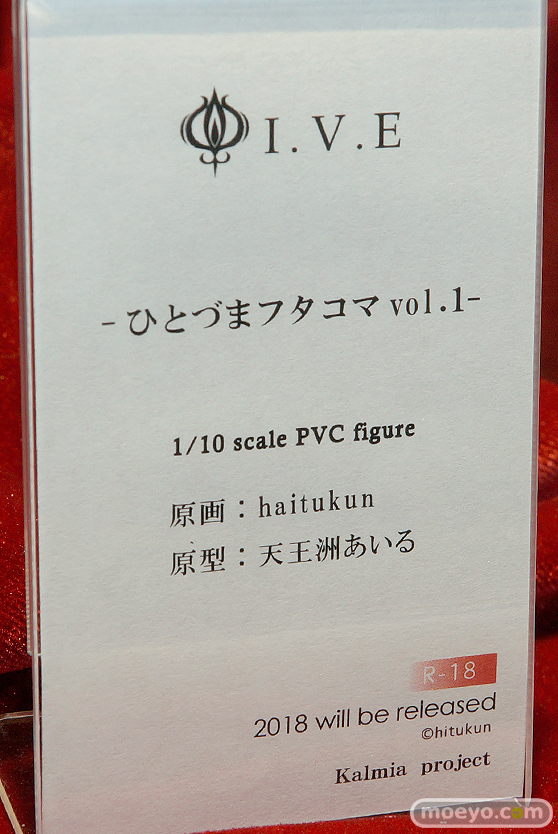 I.V.E
-ひとづまフタコマ vol.1-
1/10 scale PVC figure
原画：haitukun
原型：天王洲あいる
R-18
2018 will be released
©hitukun
Kalmia project
moeyo.com